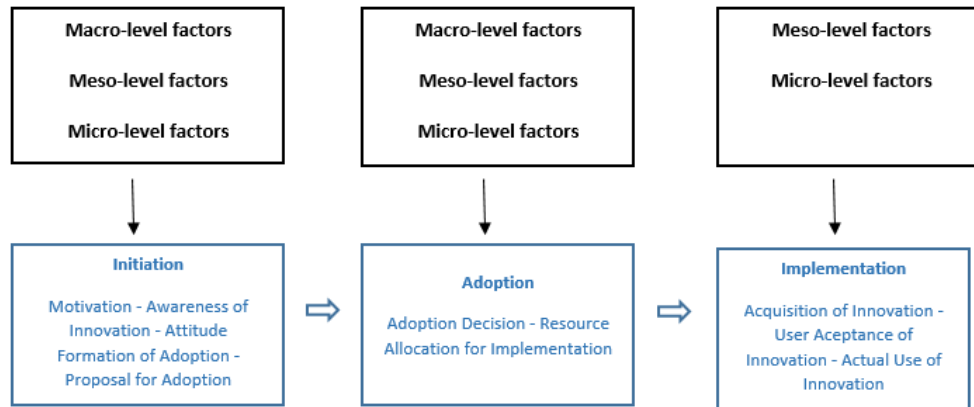 Macro-level factors
Meso-level factors
Micro-level factors
Macro-level factors
Meso-level factors
Micro-level factors
Meso-level factors
Micro-level factors
Initiation
Motivation - Awareness of
Innovation - Attitude
Formation of Adoption -
Proposal for Adoption
Adoption
Adoption Decision - Resource
Allocation for Implementation
Implementation
Acquisition of Innovation -
User Aceptance of
Innovation - Actual Use of
Innovation